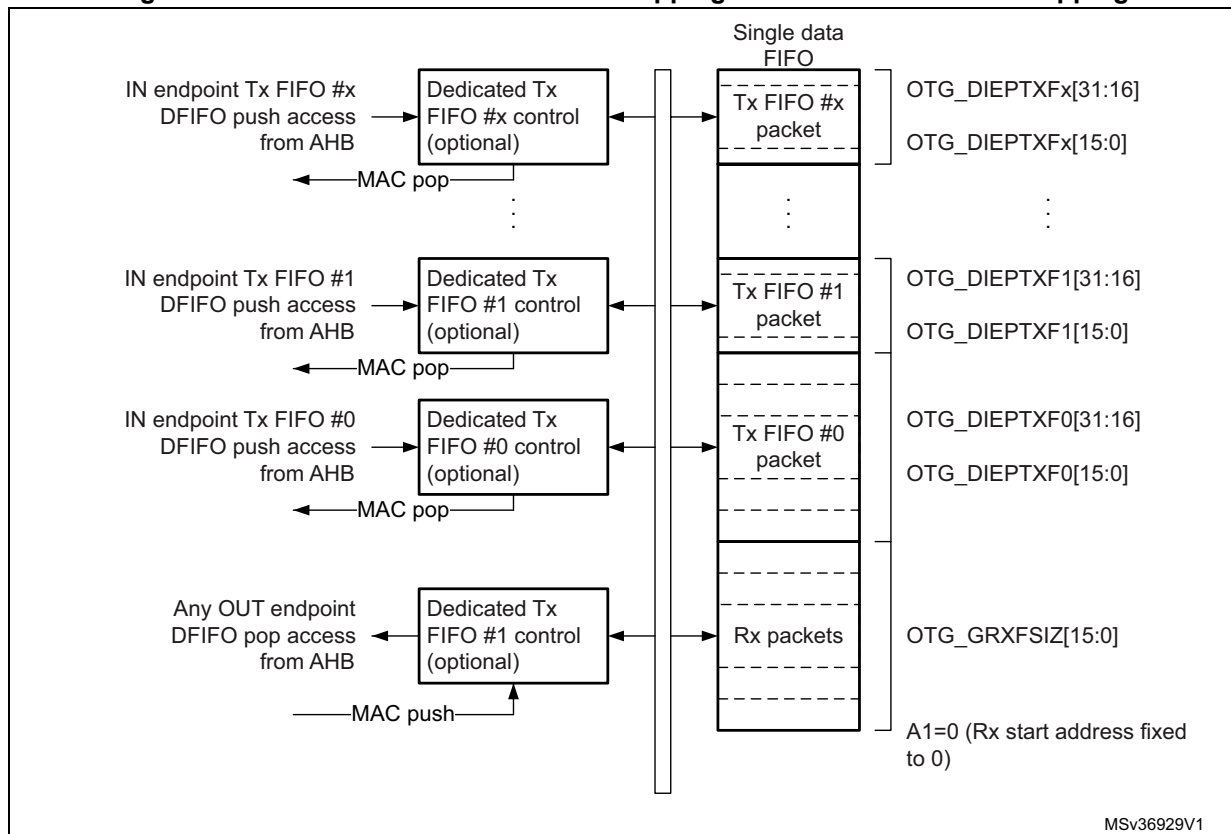 Single data
FIFO
IN endpoint Tx FIFO #x
DFIFO push access
from AHB
Dedicated Tx
FIFO #x control
(optional)
MAC pop
Tx FIFO #x
packet
OTG_DIEPTXFx[31:16]
OTG_DIEPTXFx[15:0]
IN endpoint Tx FIFO #1
DFIFO push access
from AHB
Dedicated Tx
FIFO #1 control
(optional)
MAC pop
Tx FIFO #1
packet
OTG_DIEPTXF1[31:16]
OTG_DIEPTXF1[15:0]
IN endpoint Tx FIFO #0
DFIFO push access
from AHB
Dedicated Tx
FIFO #0 control
(optional)
MAC pop
Tx FIFO #0
packet
OTG_DIEPTXF0[31:16]
OTG_DIEPTXF0[15:0]
Any OUT endpoint
DFIFO pop access
from AHB
Dedicated Tx
FIFO #1 control
(optional)
MAC push
Rx packets
OTG_GRXFSIZ[15:0]
A1=0 (Rx start address fixed
to 0)
MSv36929V1